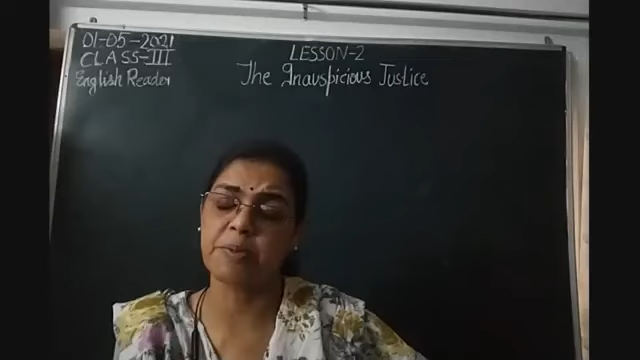 01-05-2021
CLASS-III
English Reader
LESSON-2
The Inauspicious Justice